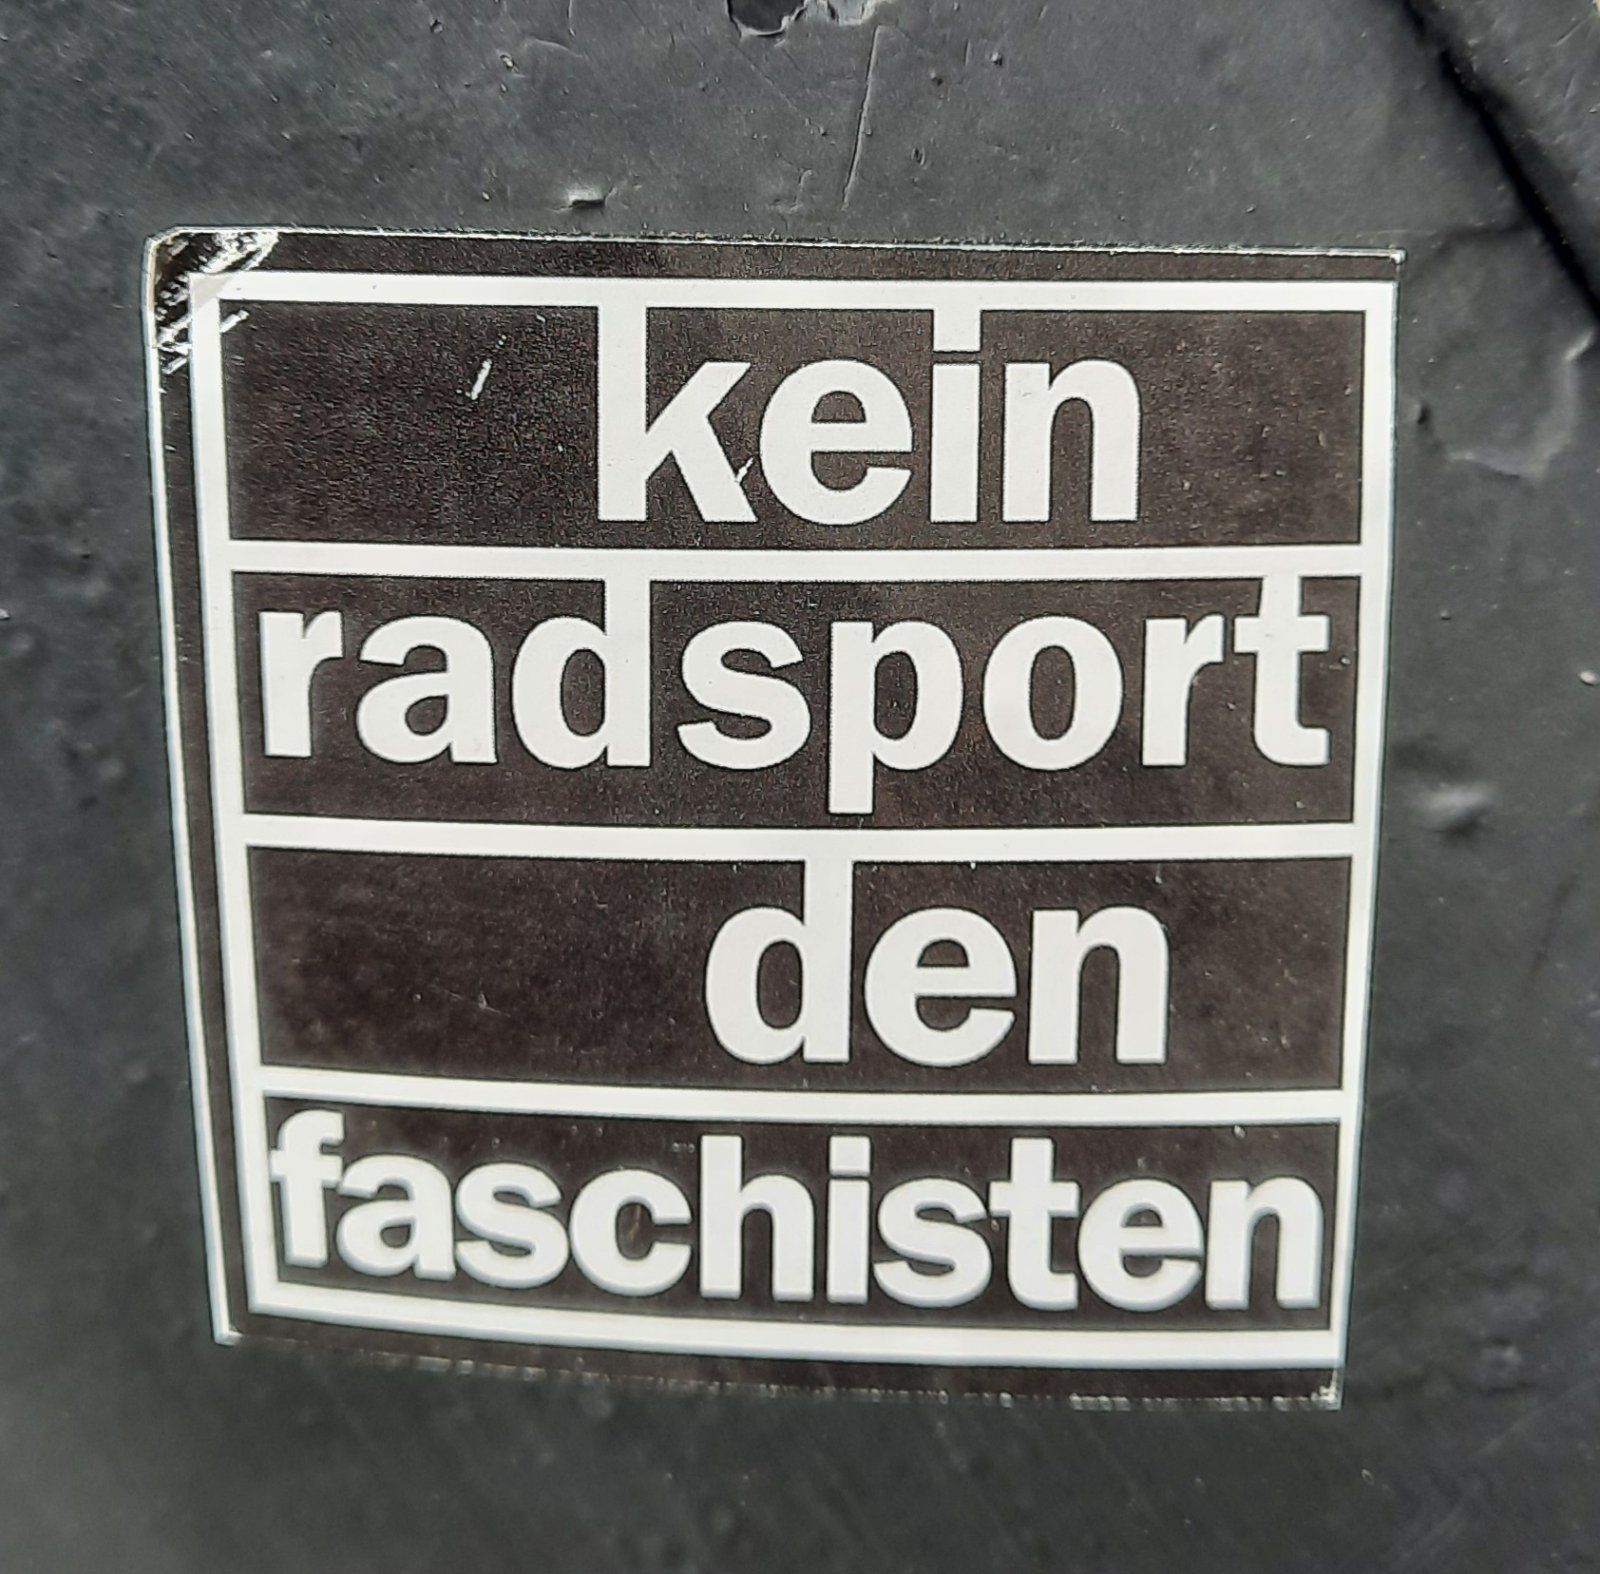 kein
radsport
den
faschisten